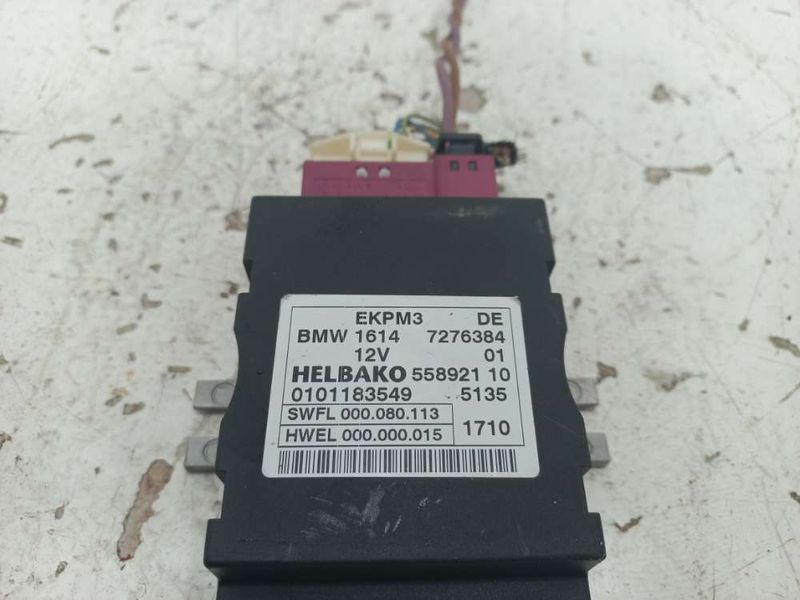 EKPM3 DE
BMW 1614 7276384
12V 01
HELBAKO 558921 10
0101183549 5135
SWFL 000.080.113
HWEL 000.000.015 1710